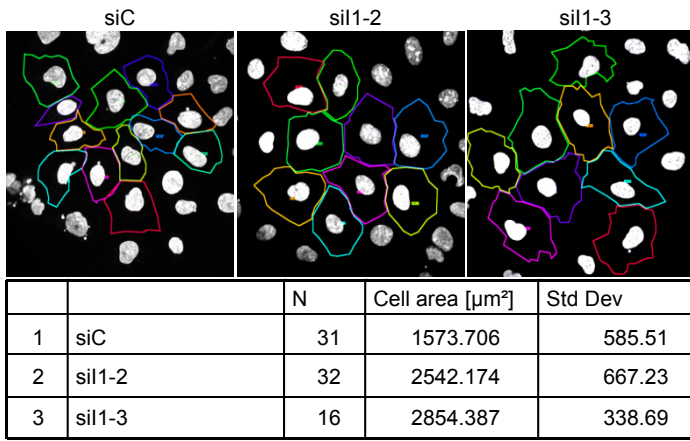 siC siI1-2 siI1-3
N Cell area [µm²] Std Dev
1 siC 31 1573.706 585.51
2 siI1-2 32 2542.174 667.23
3 siI1-3 16 2854.387 338.69